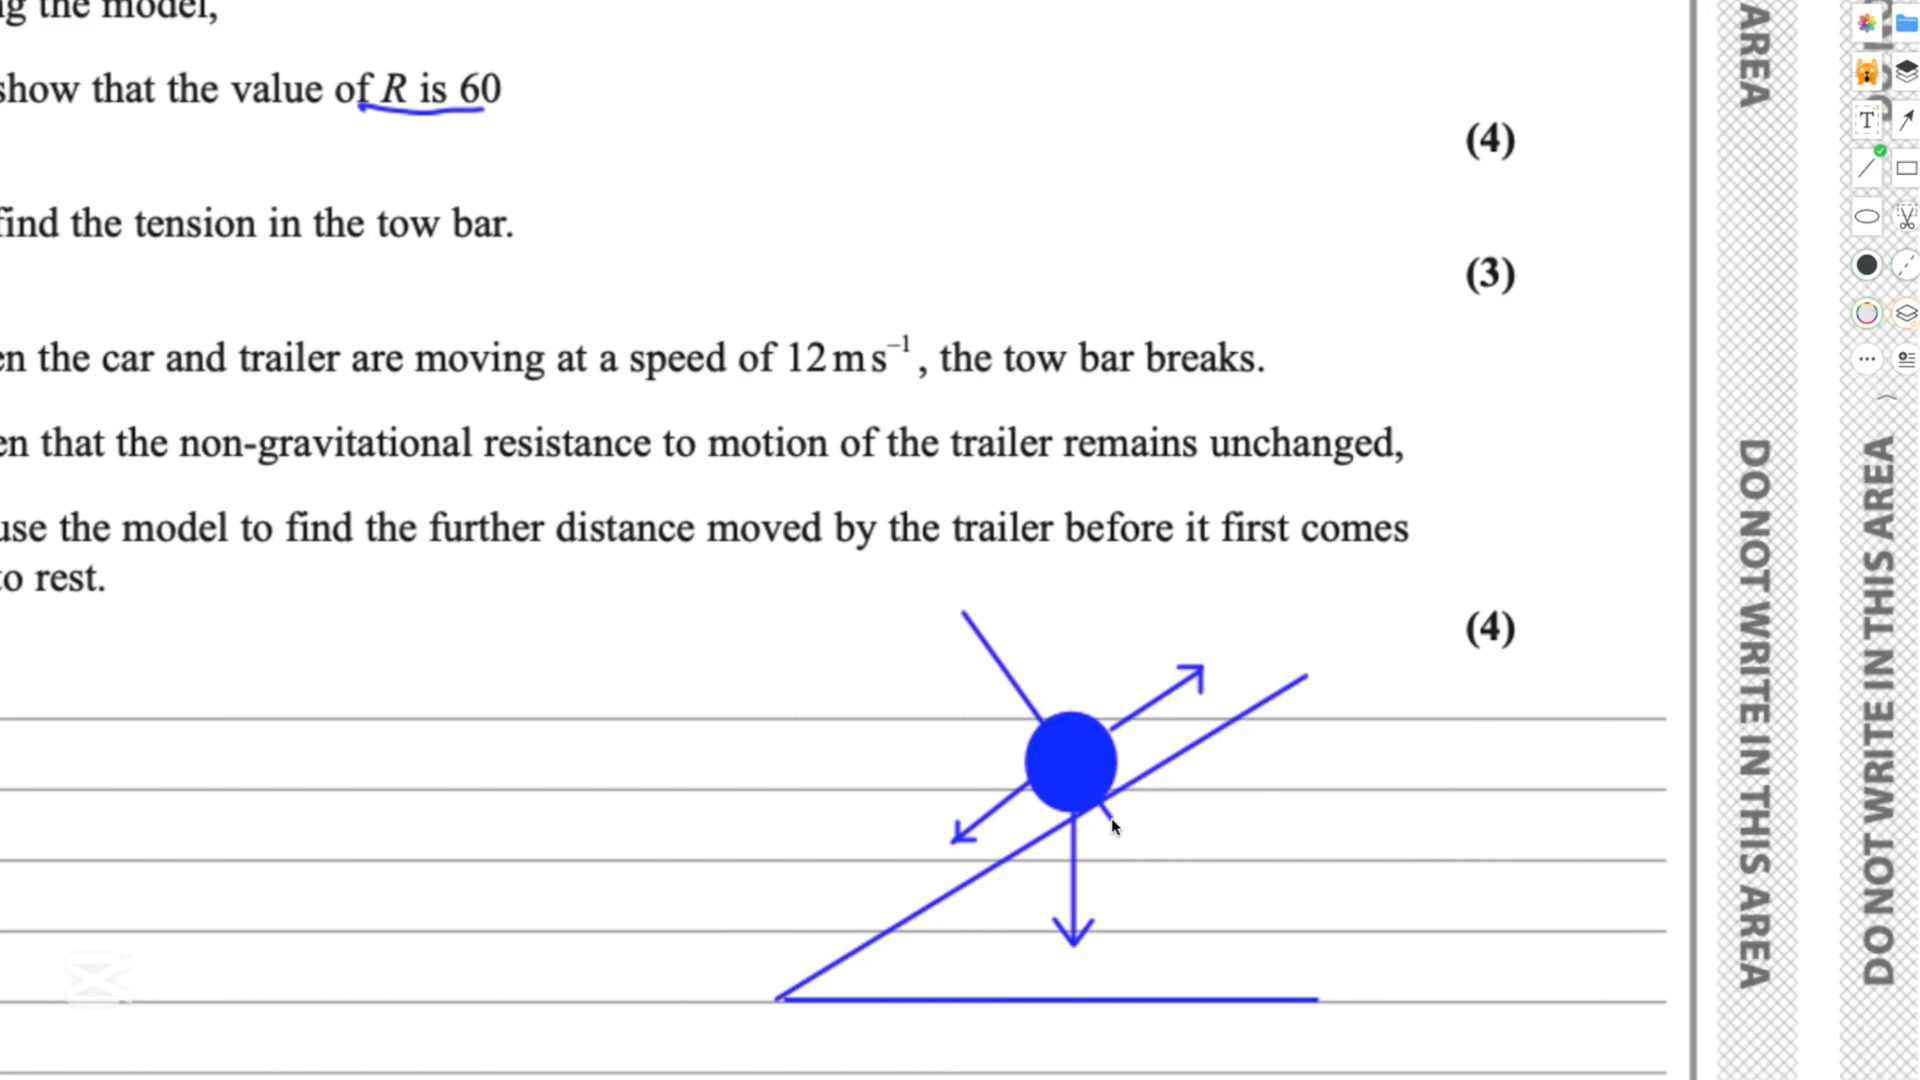 the model,
show that the value of R is 60
(4)
find the tension in the tow bar.
(3)
the car and trailer are moving at a speed of 12 m s⁻¹, the tow bar breaks.
that the non-gravitational resistance to motion of the trailer remains unchanged,
use the model to find the further distance moved by the trailer before it first comes
to rest.
(4)
AREA
DO NOT WRITE IN THIS AREA
DO NOT WRITE IN THIS AREA
T